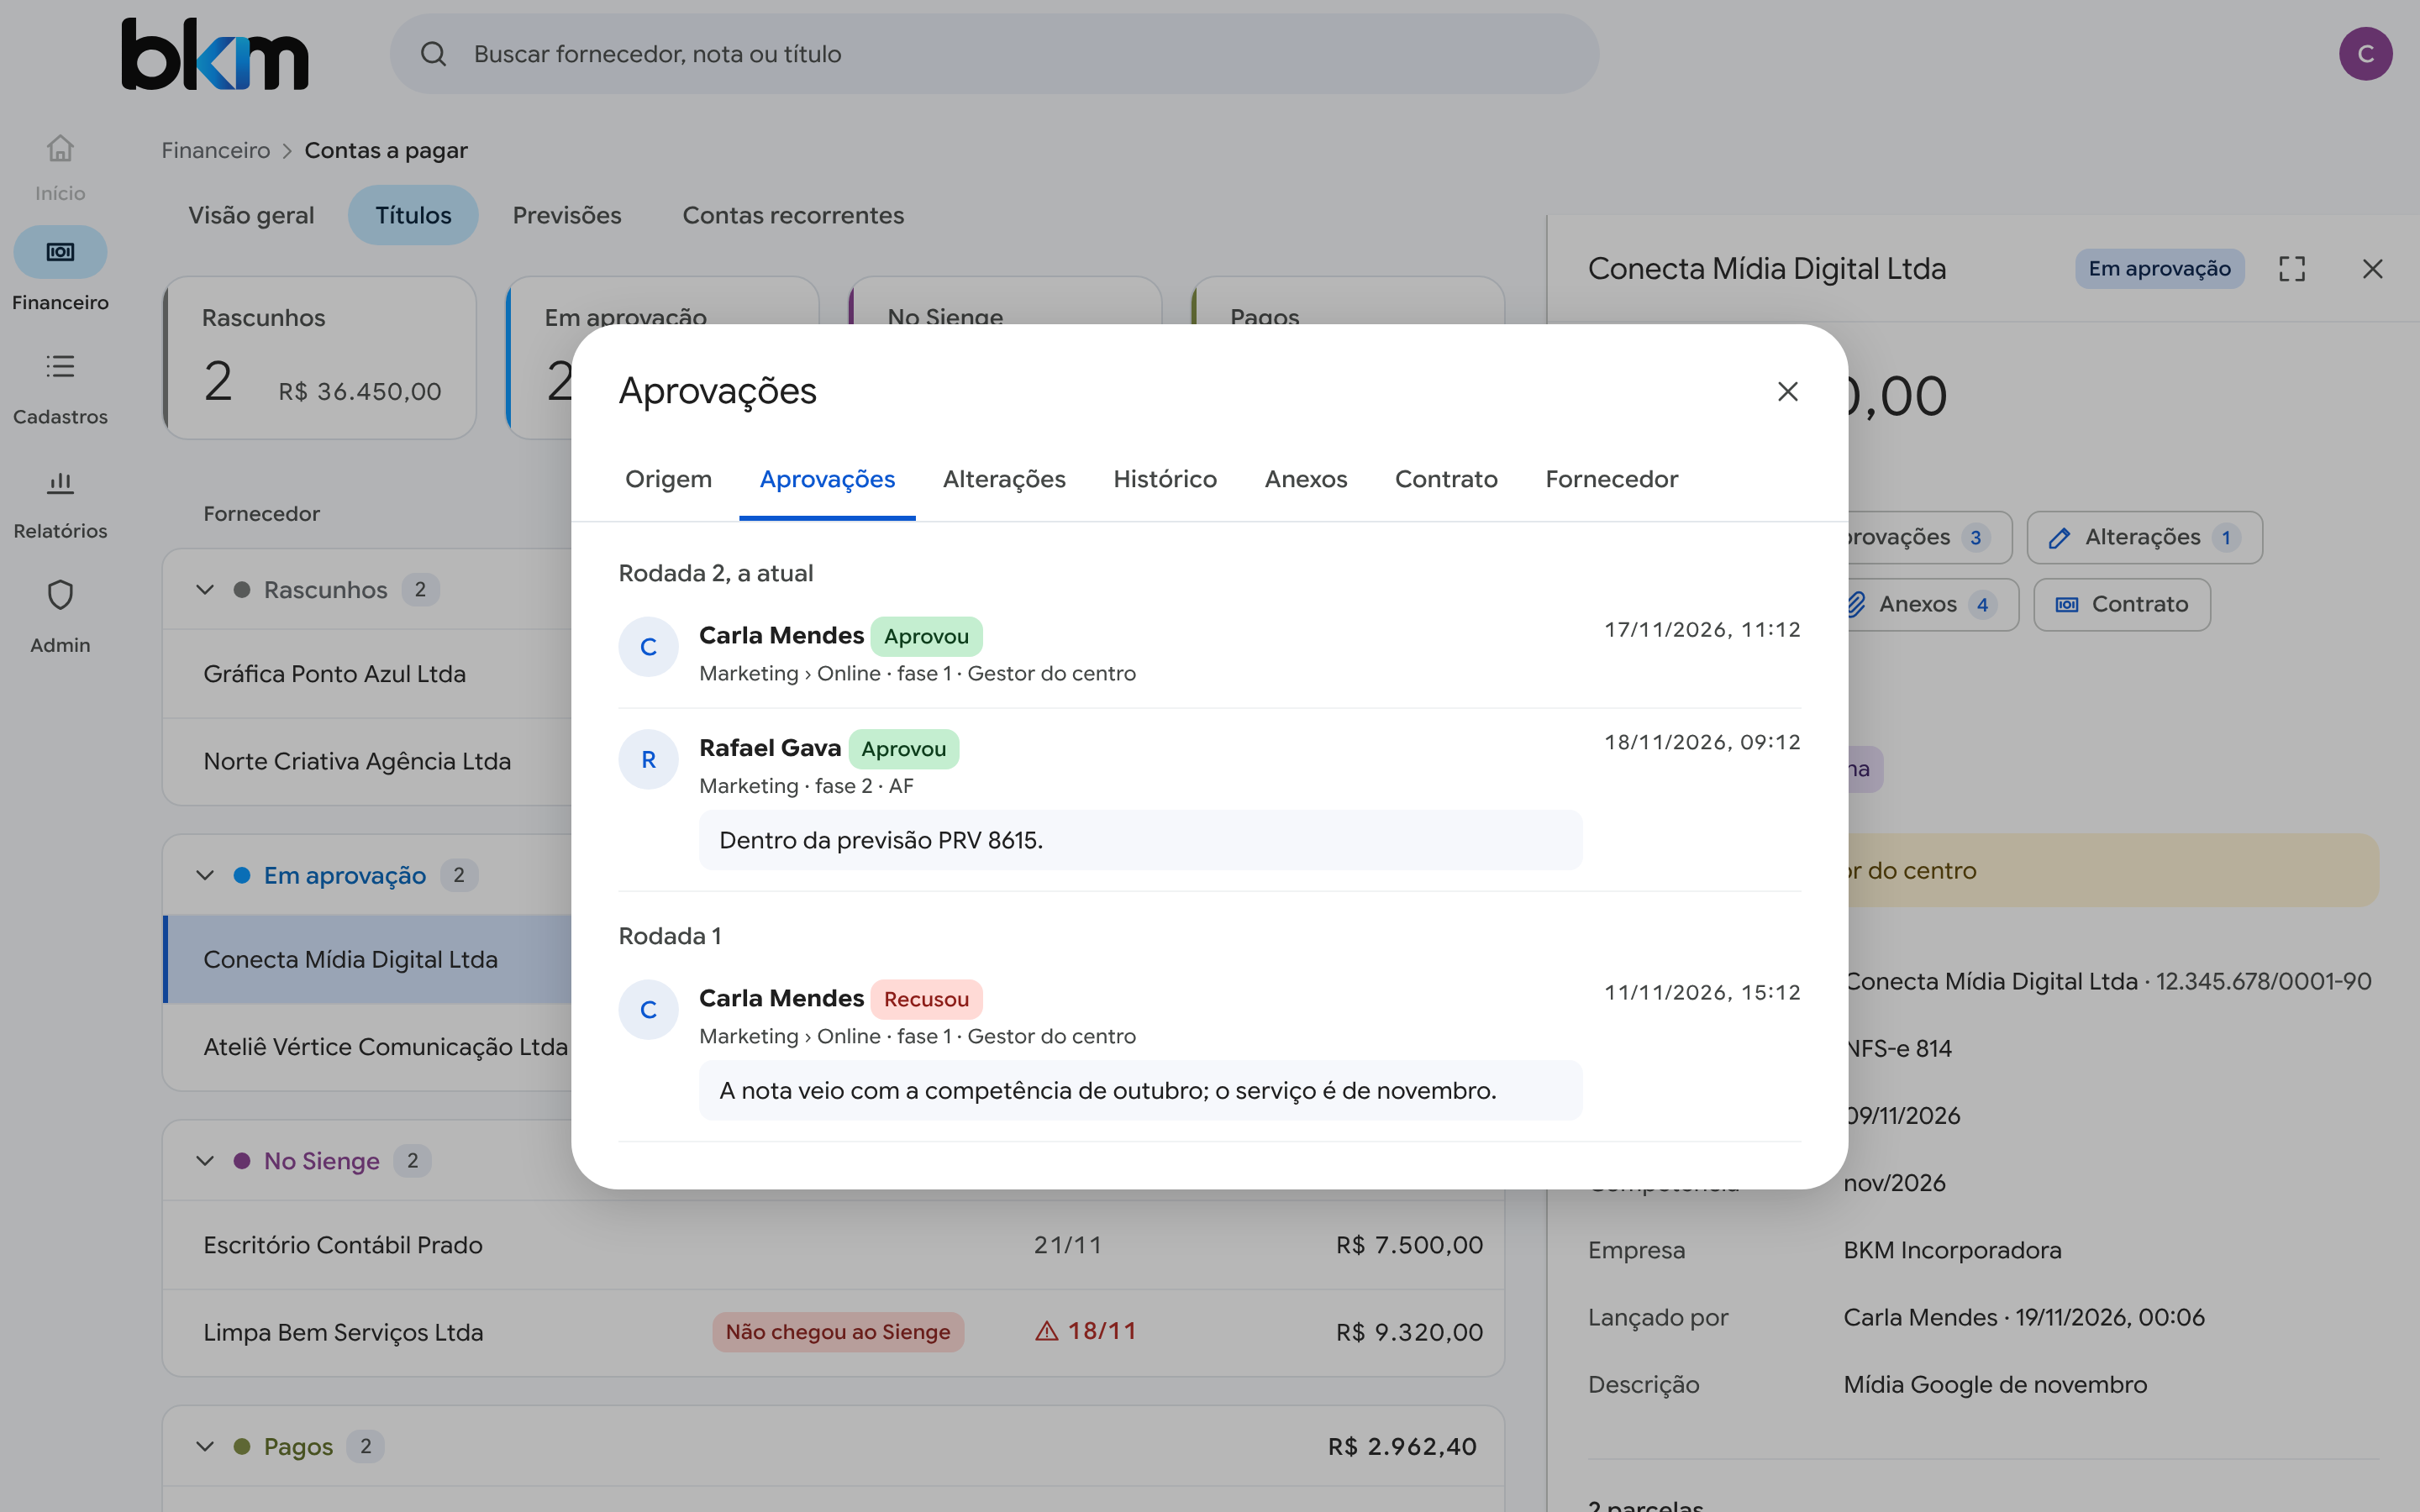 bkm
Buscar fornecedor, nota ou título
C
Início
Financeiro
Cadastros
Relatórios
Admin
Financeiro > Contas a pagar
Visão geral
Títulos
Previsões
Contas recorrentes
Rascunhos
2 R$ 36.450,00
Em aprovação
2
No Sienge
Pagos
Fornecedor
Rascunhos 2
Gráfica Ponto Azul Ltda
Norte Criativa Agência Ltda
Em aprovação 2
Conecta Mídia Digital Ltda
Ateliê Vértice Comunicação Ltda
No Sienge 2
Escritório Contábil Prado 21/11 R$ 7.500,00
Limpa Bem Serviços Ltda Não chegou ao Sienge 18/11 R$ 9.320,00
Pagos 2 R$ 2.962,40
Aprovações
Origem Aprovações Alterações Histórico Anexos Contrato Fornecedor
Rodada 2, a atual
C Carla Mendes Aprovou 17/11/2026, 11:12
Marketing › Online · fase 1 · Gestor do centro
R Rafael Gava Aprovou 18/11/2026, 09:12
Marketing · fase 2 · AF
Dentro da previsão PRV 8615.
Rodada 1
C Carla Mendes Recusou 11/11/2026, 15:12
Marketing › Online · fase 1 · Gestor do centro
A nota veio com a competência de outubro; o serviço é de novembro.
Conecta Mídia Digital Ltda Em aprovação
,00
provações 3 Alterações 1
Anexos 4 Contrato
na
do centro
Conecta Mídia Digital Ltda · 12.345.678/0001-90
NFS-e 814
09/11/2026
nov/2026
Empresa BKM Incorporadora
Lançado por Carla Mendes · 19/11/2026, 00:06
Descrição Mídia Google de novembro
2 parcelas